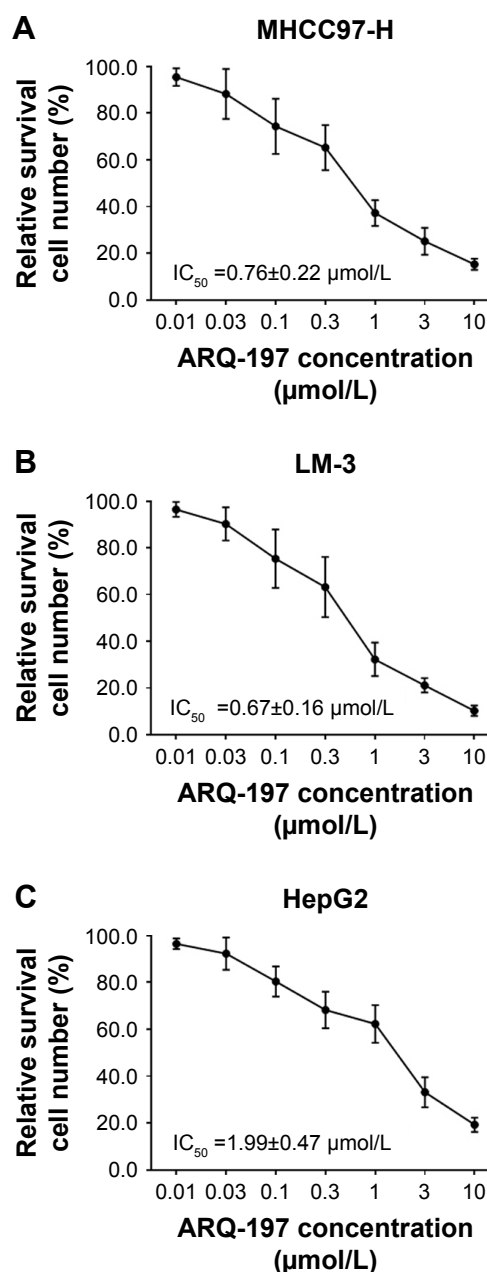 A
MHCC97-H
Relative survival
cell number (%)
100.0
80.0
60.0
40.0
20.0
0.0
IC50 =0.76±0.22 µmol/L
0.01 0.03 0.1 0.3 1 3 10
ARQ-197 concentration
(µmol/L)
B
LM-3
Relative survival
cell number (%)
100.0
80.0
60.0
40.0
20.0
0.0
IC50 =0.67±0.16 µmol/L
0.01 0.03 0.1 0.3 1 3 10
ARQ-197 concentration
(µmol/L)
C
HepG2
Relative survival
cell number (%)
100.0
80.0
60.0
40.0
20.0
0.0
IC50 =1.99±0.47 µmol/L
0.01 0.03 0.1 0.3 1 3 10
ARQ-197 concentration
(µmol/L)